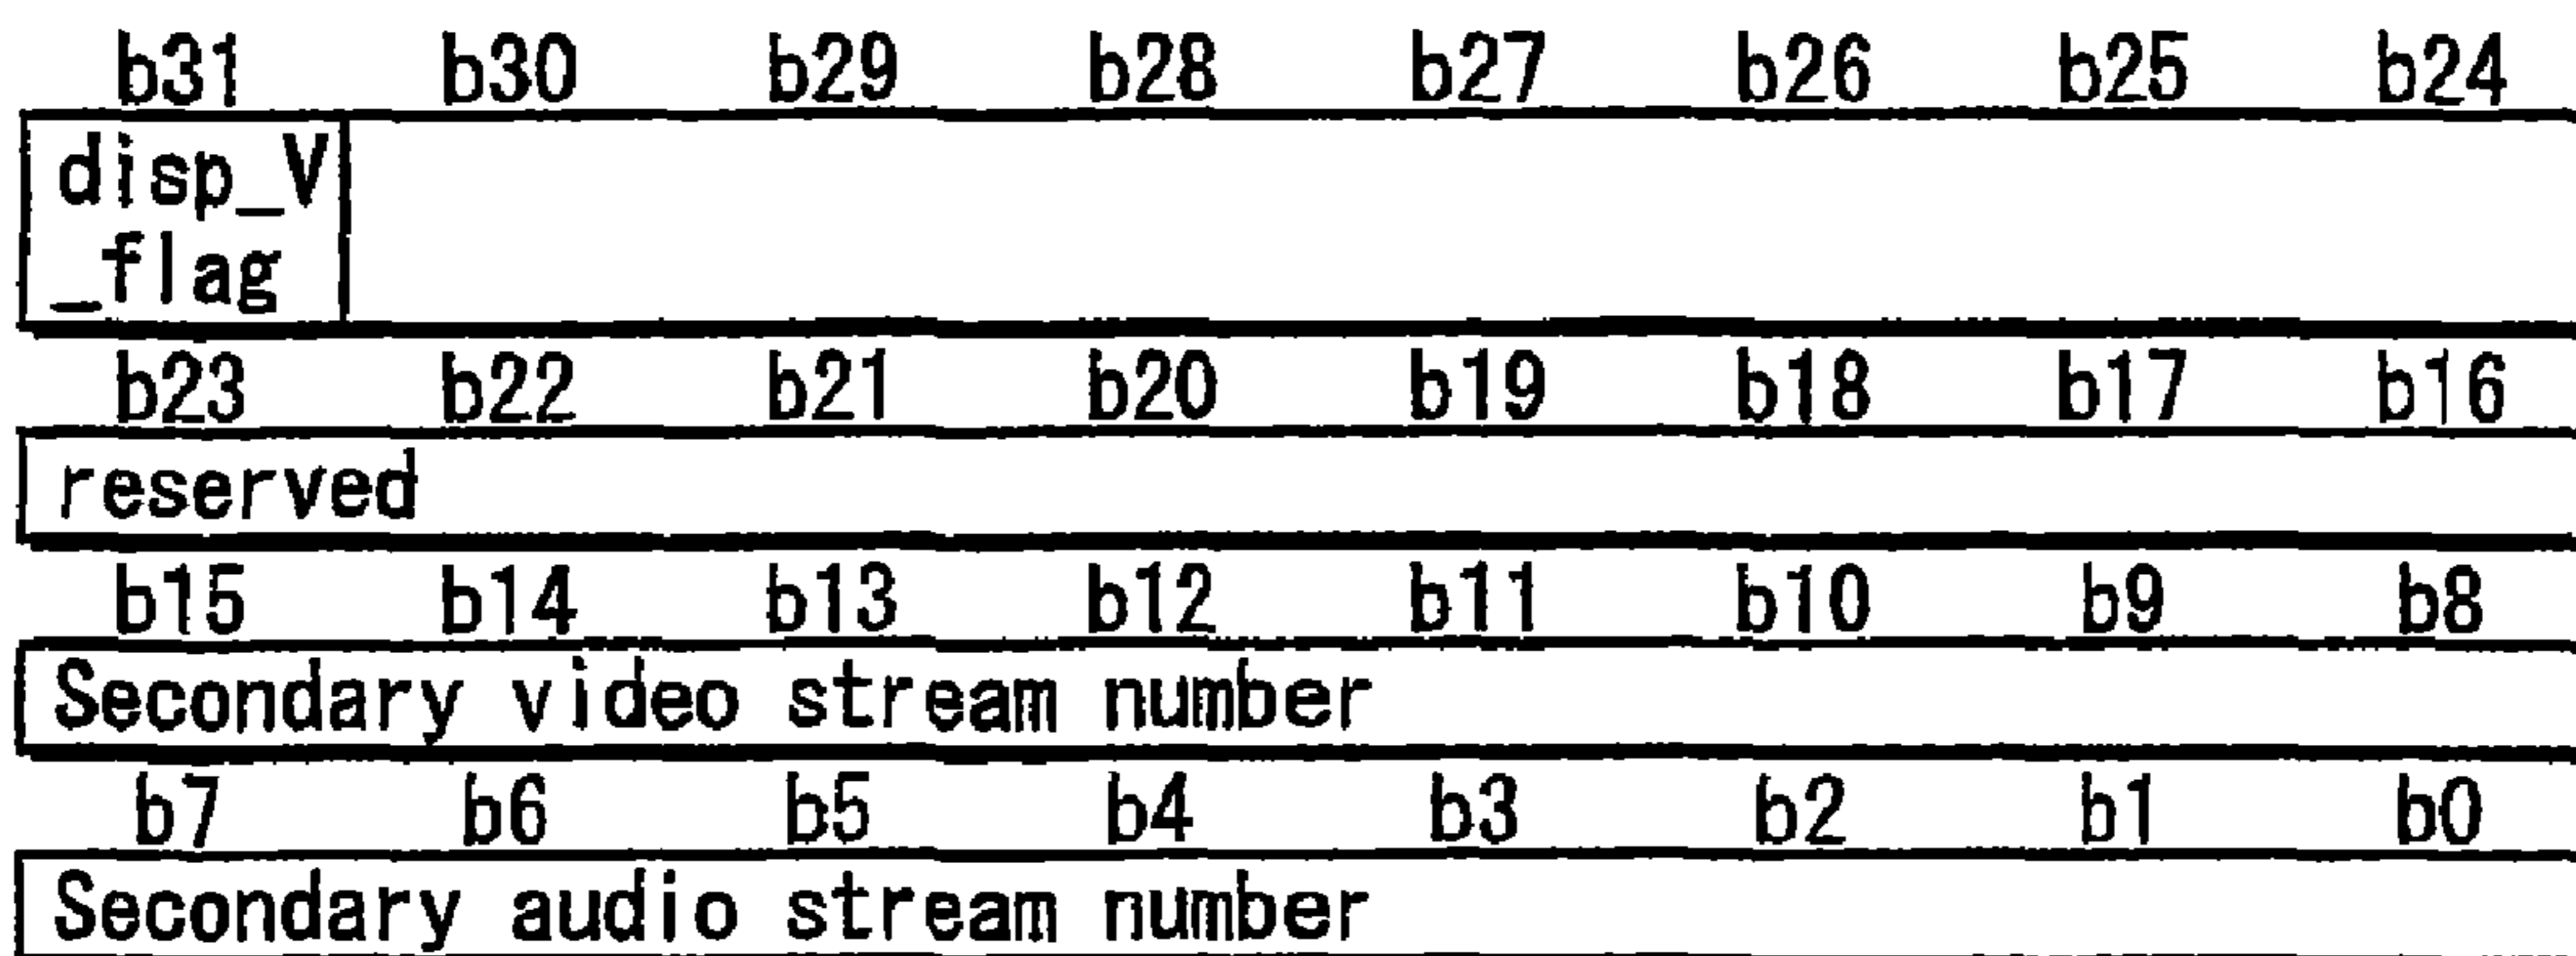 b31 b30 b29 b28 b27 b26 b25 b24
disp_V
_flag
b23 b22 b21 b20 b19 b18 b17 b16
reserved
b15 b14 b13 b12 b11 b10 b9 b8
Secondary video stream number
b7 b6 b5 b4 b3 b2 b1 b0
Secondary audio stream number